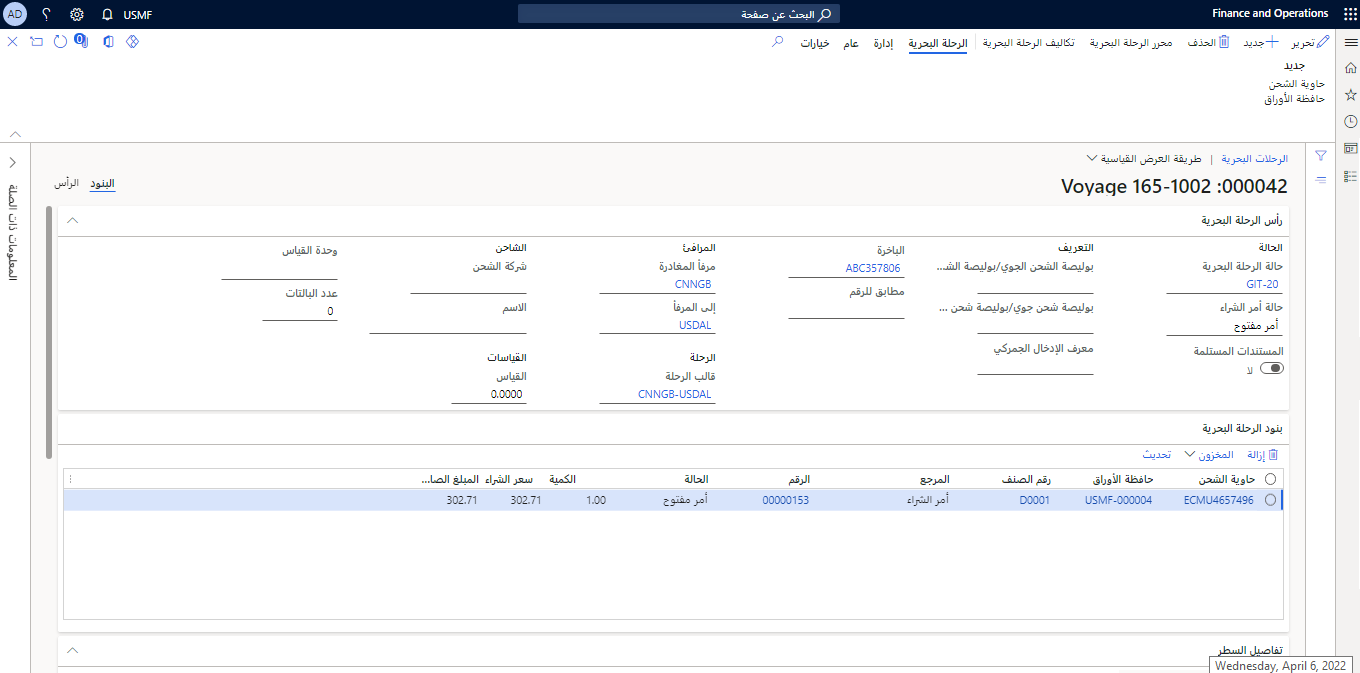 Finance and Operations
البحث عن صفحة
USMF
AD
تحرير
جديد
الحذف
محرر الرحلة البحرية
تكاليف الرحلة البحرية
الرحلة البحرية
إدارة
عام
خيارات
0
جديد
حاوية الشحن
حافظة الأوراق
الرحلات البحرية | طريقة العرض القياسية
000042: Voyage 165-1002
البنود
الرأس
المعلومات ذات الصلة
رأس الرحلة البحرية
الحالة
حالة الرحلة البحرية
GIT-20
حالة أمر الشراء
أمر مفتوح
المستندات المستلمة
لا
التعريف
بوليصة الشحن الجوي/بوليصة الشـ...
بوليصة شحن جوي/بوليصة شحن ...
معرف الإدخال الجمركي
الباخرة
ABC357806
مطابق للرقم
المرافئ
مرفأ المغادرة
CNNGB
إلى المرفأ
USDAL
الرحلة
قالب الرحلة
CNNGB-USDAL
الشاحن
شركة الشحن
الاسم
القياسات
القياس
0.0000
وحدة القياس
عدد البالتات
0
بنود الرحلة البحرية
إزالة
المخزون
تحديث
حاوية الشحن	حافظة الأوراق	رقم الصنف	المرجع	الرقم	الحالة	الكمية	سعر الشراء	المبلغ الصا...
ECMU4657496	USMF-000004	D0001	أمر الشراء	00000153	أمر مفتوح	1.00	302.71	302.71
تفاصيل السطر
Wednesday, April 6, 2022